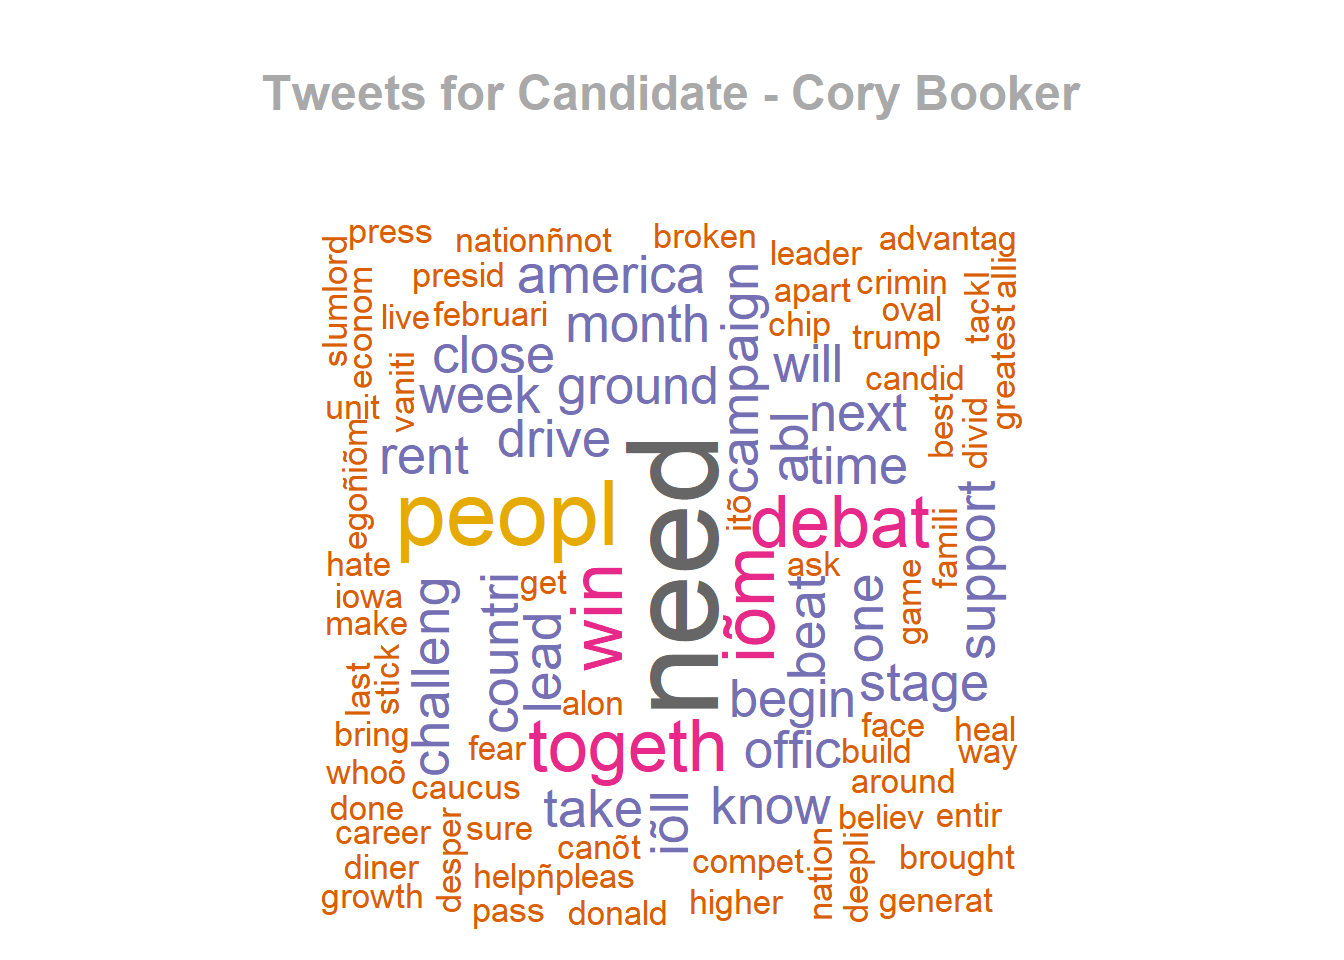 Tweets for Candidate - Cory Booker
press
nationñnot
broken
leader
advantag
slumlord
econom
presid
america
campaign
apart
crimin
tackl
alli
live
februari
month
chip
oval
trump
greatest
close
will
candid
vaniti
week
ground
unit
abl
next
best
divid
egoñiõm
rent
drive
need
time
peopl
itõ
debat
support
famili
hate
iowa
make
challeng
countri
get
lead
win
iõm
ask
beat
one
game
last
stick
alon
begin
stage
bring
fear
togeth
offic
face
build
heal
way
whoõ
caucus
around
done
career
desper
sure
take
iõll
know
believ
entir
canõt
diner
growth
helpñpleas
compet
nation
deepli
brought
pass
donald
higher
generat